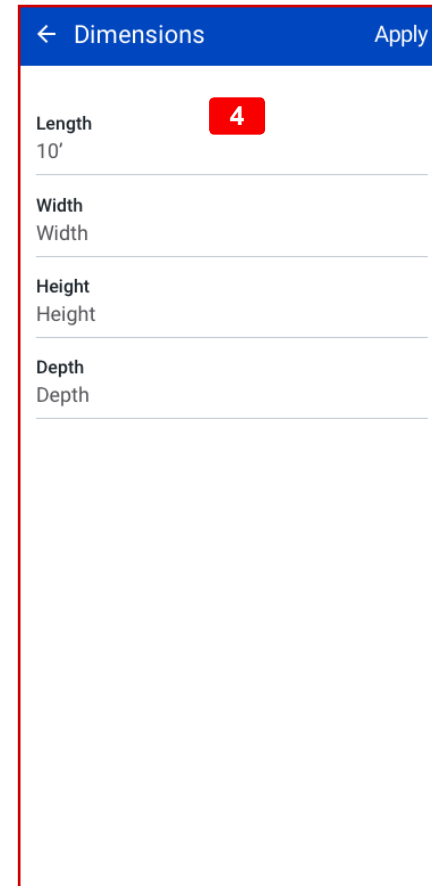 ← Dimensions Apply
4
Length
10′
Width
Width
Height
Height
Depth
Depth